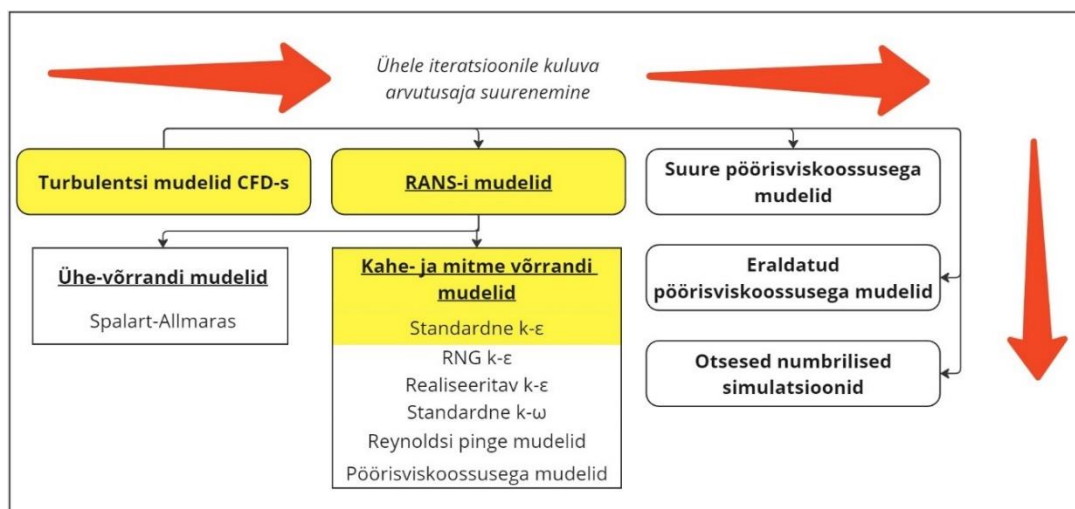 Ühele iteratsioonile kuluva
arvutusaja suurenemine
Turbulentsi mudelid CFD-s
RANS-i mudelid
Suure pöörisviskoossusega
mudelid
Ühe-võrrandi mudelid
Spalart-Allmaras
Kahe- ja mitme võrrandi
mudelid
Standardne k-ε
RNG k-ε
Realiseeritav k-ε
Standardne k-ω
Reynoldsi pinge mudelid
Pöörisviskoossusega mudelid
Eraldatud
pöörisviskoossusega mudelid
Otsesed numbrilised
simulatsioonid